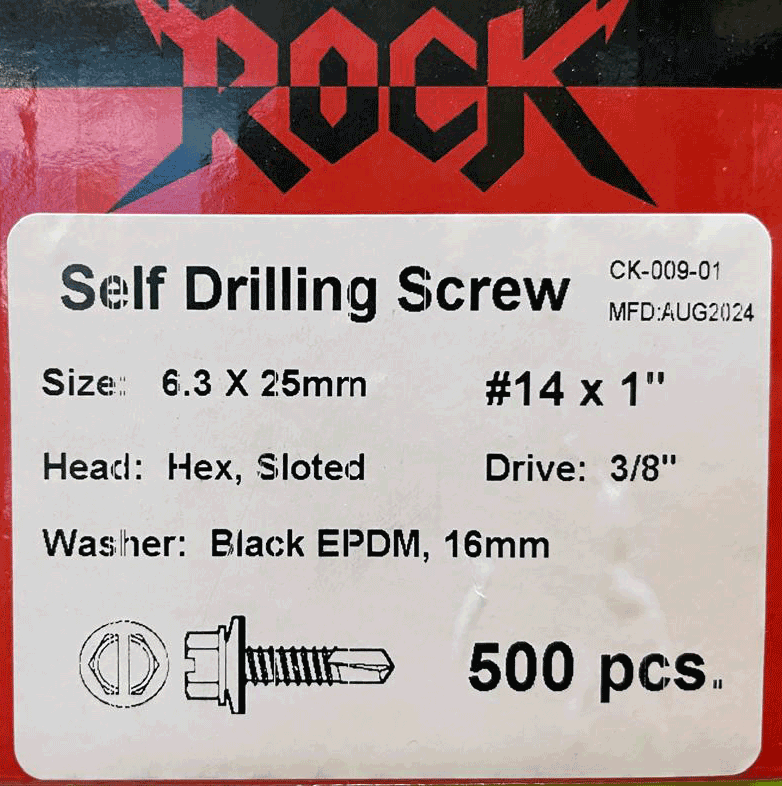 ROCK
Self Drilling Screw
CK-009-01
MFD:AUG2024
Size: 6.3 X 25mm
#14 x 1"
Head: Hex, Sloted
Drive: 3/8"
Washer: Black EPDM, 16mm
500 pcs.